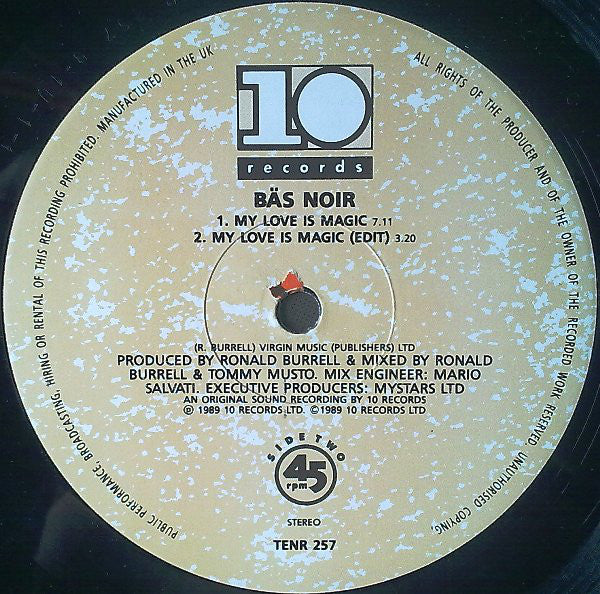 10
records
BÄS NOIR
1. MY LOVE IS MAGIC 7.11
2. MY LOVE IS MAGIC (EDIT) 3.20
(R. BURRELL) VIRGIN MUSIC (PUBLISHERS) LTD
PRODUCED BY RONALD BURRELL & MIXED BY RONALD
BURRELL & TOMMY MUSTO. MIX ENGINEER: MARIO
SALVATI. EXECUTIVE PRODUCERS: MYSTARS LTD
AN ORIGINAL SOUND RECORDING BY 10 RECORDS
℗ 1989 10 RECORDS LTD. ©1989 10 RECORDS LTD
SIDE TWO
45
rpm
STEREO
TENR 257
ALL RIGHTS OF THE PRODUCER AND OF THE OWNER OF THE RECORDED WORK RESERVED. UNAUTHORISED COPYING,
PUBLIC PERFORMANCE, BROADCASTING, HIRING OR RENTAL OF THIS RECORDING PROHIBITED. MANUFACTURED IN THE UK